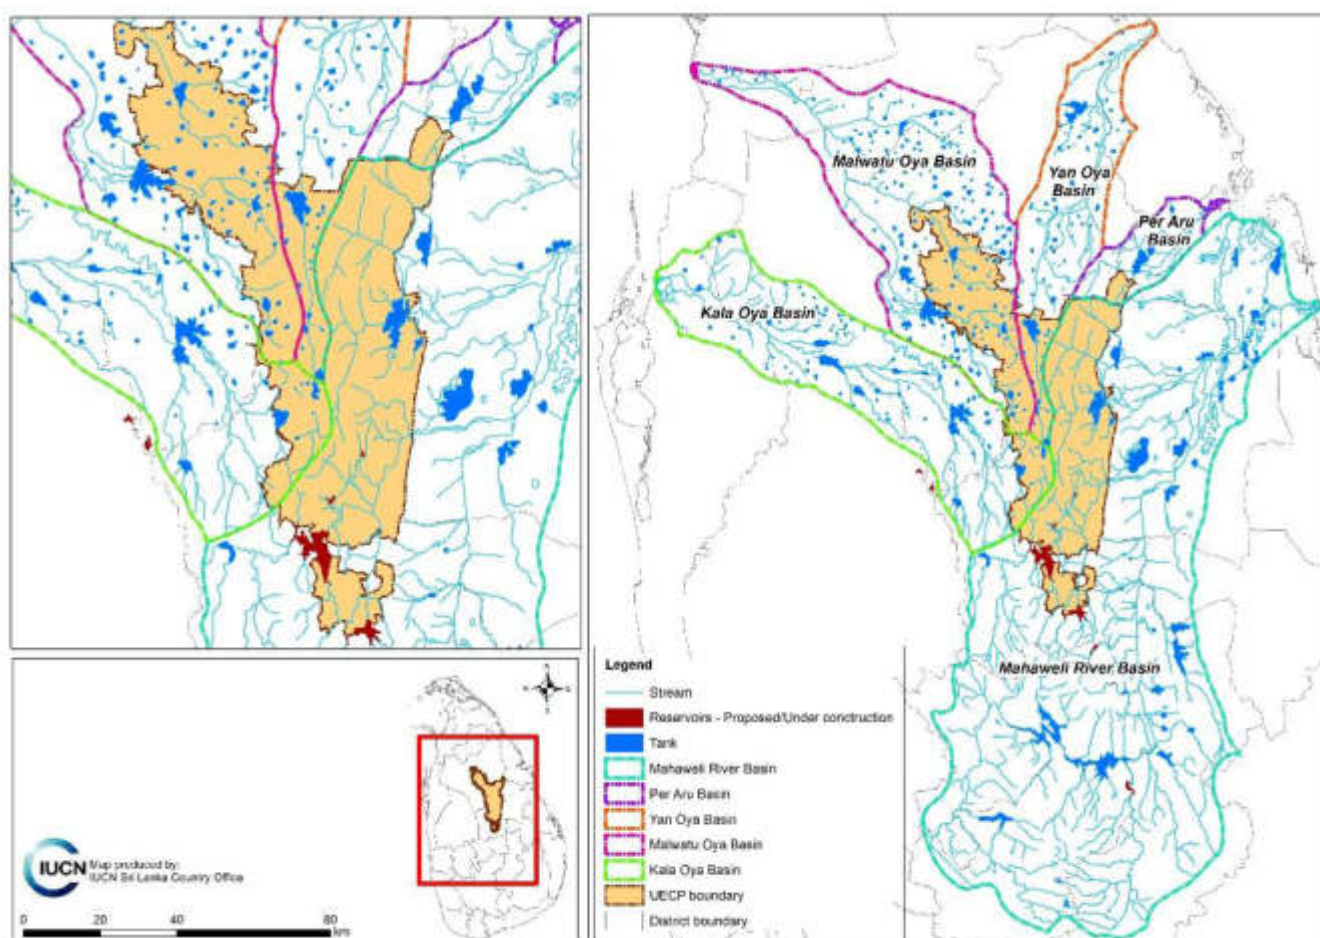 Malwatu Oya Basin
Yan Oya
Basin
Per Aru
Basin
Kala Oya Basin
Mahaweli River Basin
Legend
Stream
Reservoirs - Proposed/Under construction
Tank
Mahaweli River Basin
Per Aru Basin
Yan Oya Basin
Malwatu Oya Basin
Kala Oya Basin
UECP boundary
District boundary
IUCN
Map produced by:
IUCN Sri Lanka Country Office
0 20 40 80
km